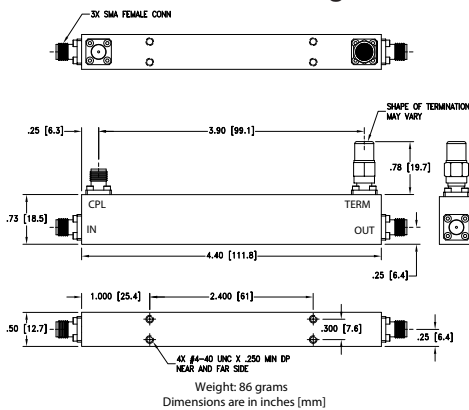 3X SMA FEMALE CONN
SHAPE OF TERMINATION
MAY VARY
.25 [6.3]
3.90 [99.1]
.78 [19.7]
CPL
TERM
.73 [18.5]
IN
OUT
4.40 [111.8]
.25 [6.4]
1.000 [25.4]
2.400 [61]
.50 [12.7]
.300 [7.6]
.25 [6.4]
4X #4-40 UNC X .250 MIN DP
NEAR AND FAR SIDE
Weight: 86 grams
Dimensions are in inches [mm]